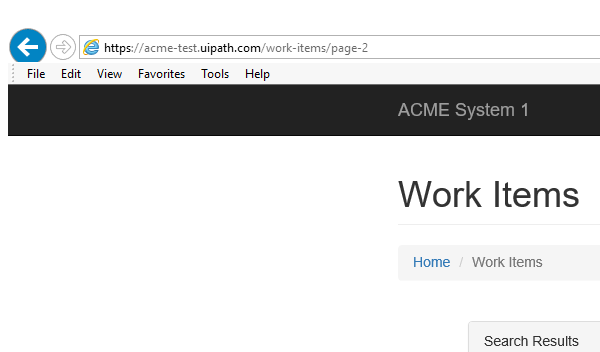 https://acme-test.uipath.com/work-items/page-2
File Edit View Favorites Tools Help
ACME System 1
Work Items
Home / Work Items
Search Results